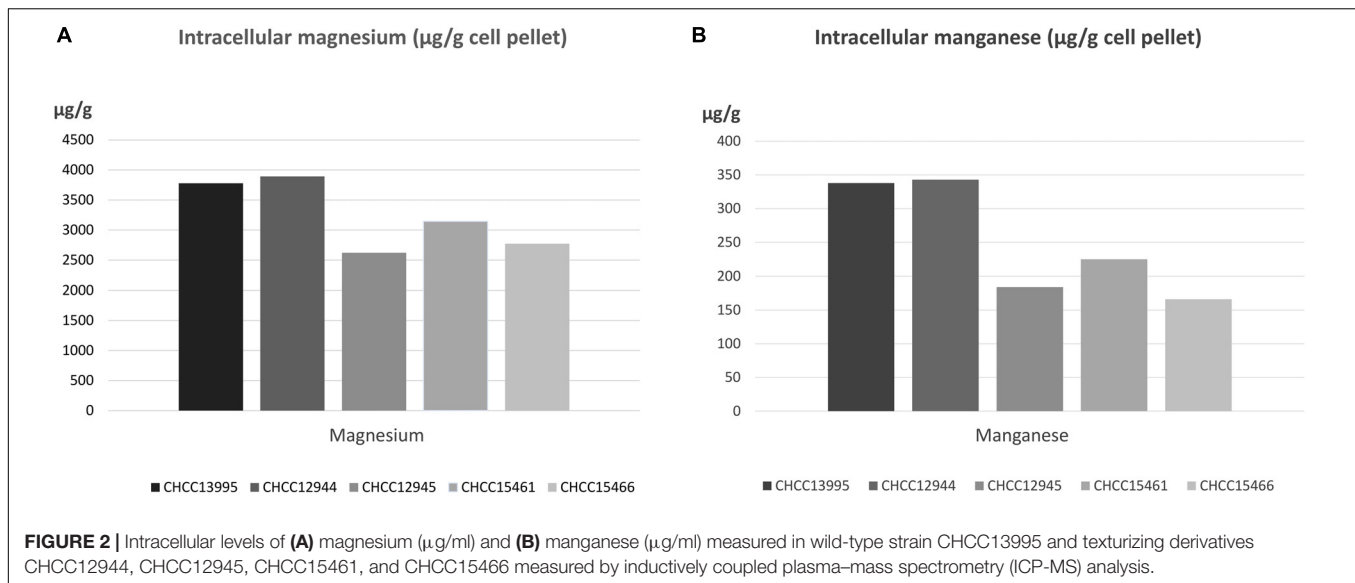 A
Intracellular magnesium (µg/g cell pellet)
µg/g
4500
4000
3500
3000
2500
2000
1500
1000
500
0
Magnesium
CHCC13995 CHCC12944 CHCC12945 CHCC15461 CHCC15466
B
Intracellular manganese (µg/g cell pellet)
µg/g
400
350
300
250
200
150
100
50
0
Manganese
CHCC13995 CHCC12944 CHCC12945 CHCC15461 CHCC15466
FIGURE 2 | Intracellular levels of (A) magnesium (µg/ml) and (B) manganese (µg/ml) measured in wild-type strain CHCC13995 and texturizing derivatives
CHCC12944, CHCC12945, CHCC15461, and CHCC15466 measured by inductively coupled plasma–mass spectrometry (ICP-MS) analysis.